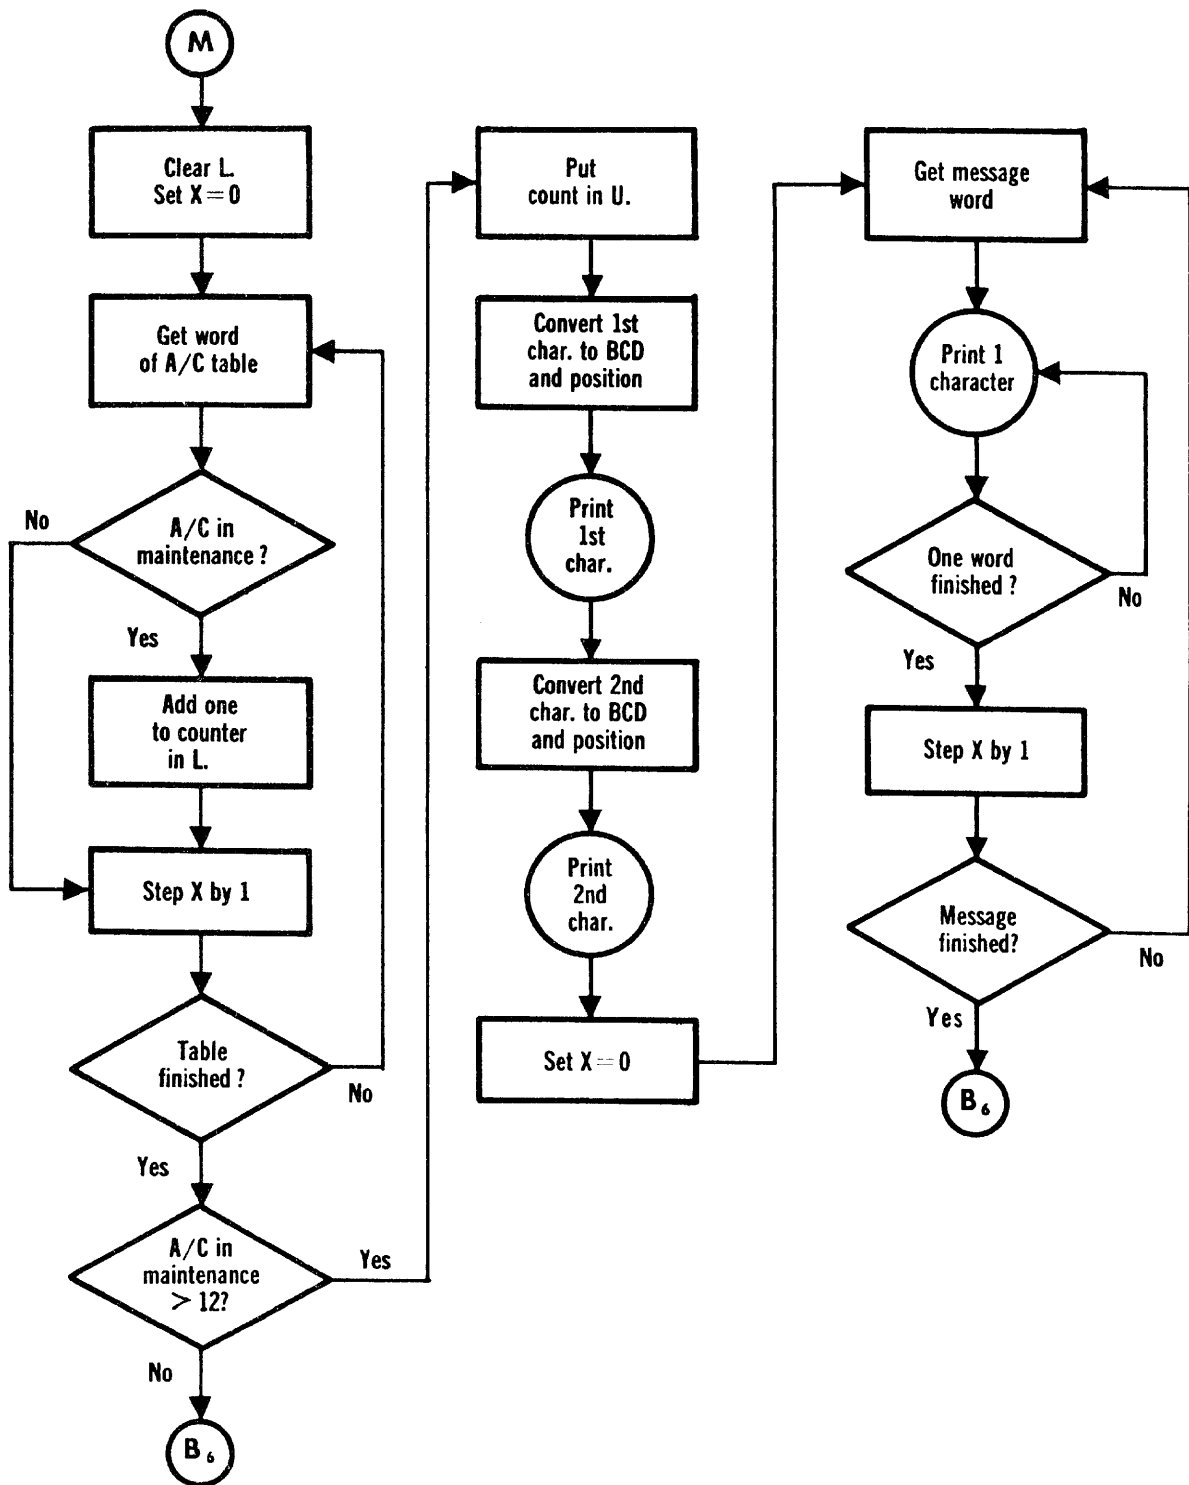 M
Clear L.
Set X = 0
Get word
of A/C table
A/C in
maintenance ?
No
Yes
Add one
to counter
in L.
Step X by 1
Table
finished ?
No
Yes
A/C in
maintenance
> 12?
Yes
No
B 6
Put
count in U.
Convert 1st
char. to BCD
and position
Print
1st
char.
Convert 2nd
char. to BCD
and position
Print
2nd
char.
Set X = 0
Get message
word
Print 1
character
One word
finished ?
No
Yes
Step X by 1
Message
finished?
No
Yes
B 6